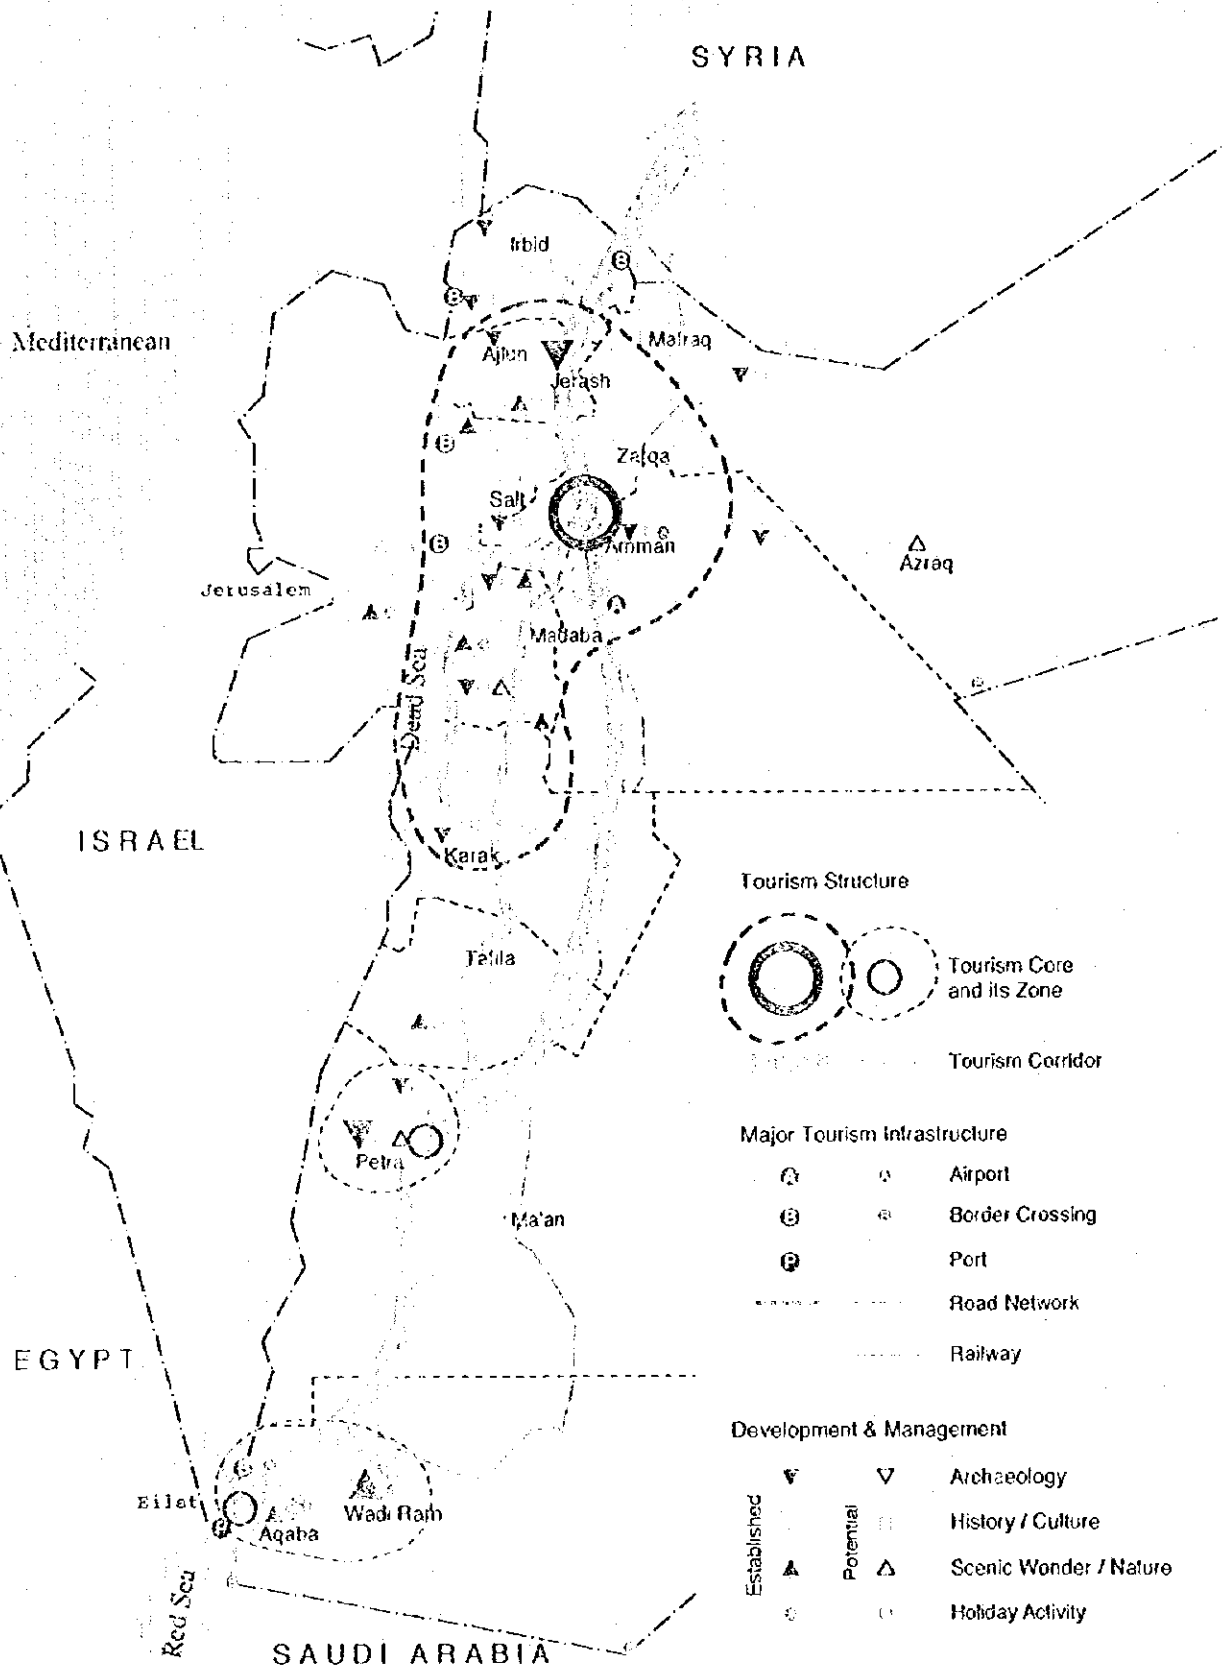 SYRIA
Irbid
B
B
Mediterranean
Mafraq
Ajlun
Jerash
B
Zarqa
Salt
B
Amman
Azraq
Jerusalem
A
Madaba
Dead Sea
B
ISRAEL
Karak
Tourism Structure
Tafila
Tourism Core
and its Zone
Tourism Corridor
Major Tourism Infrastructure
Petra
A A Airport
Ma'an
B B Border Crossing
P Port
Road Network
EGYPT
Railway
Development & Management
Eilat
Wadi Ram
Aqaba
P
Established
Potential
Archaeology
History / Culture
Scenic Wonder / Nature
Holiday Activity
Red Sea
SAUDI ARABIA